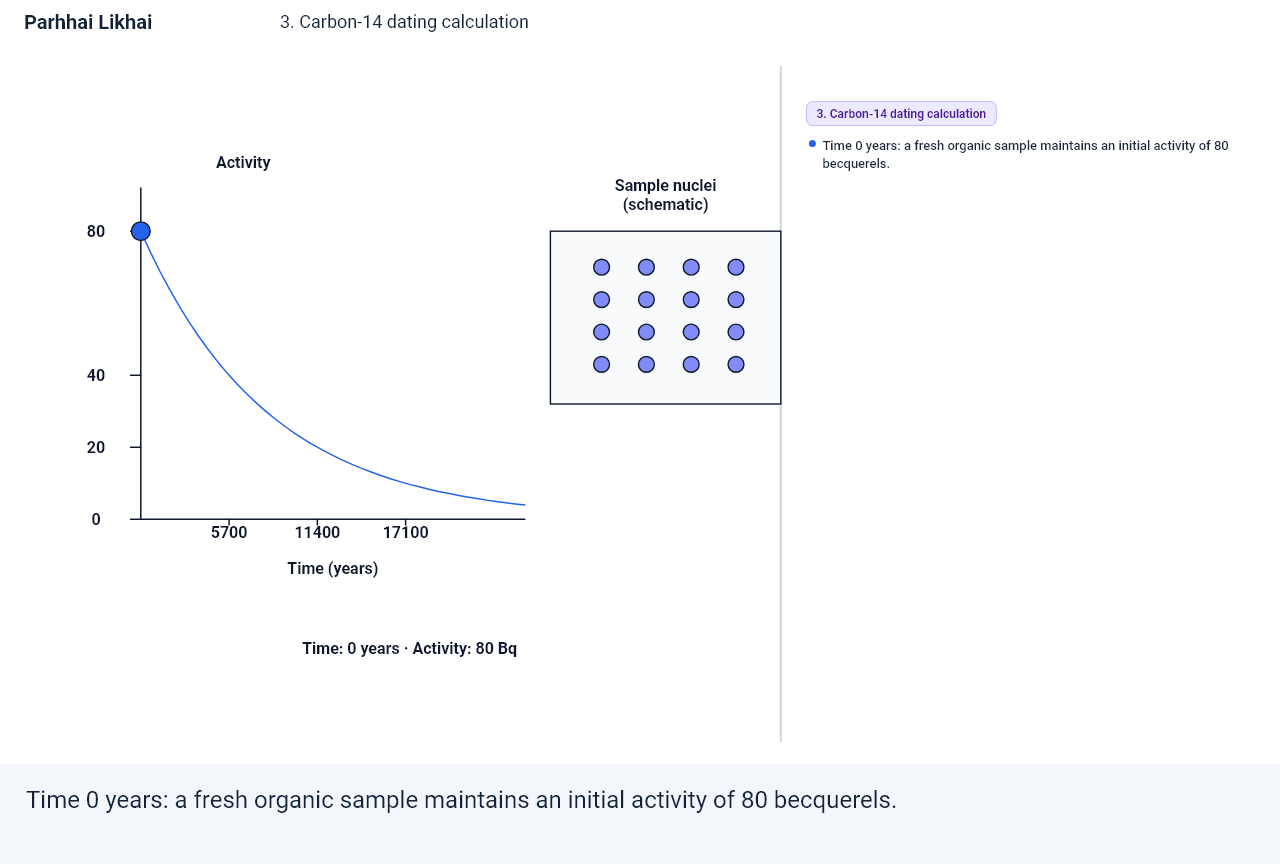 Parhhai Likhai
3. Carbon-14 dating calculation
Activity
80
40
20
0
5700 11400 17100
Time (years)
Time: 0 years · Activity: 80 Bq
Sample nuclei
(schematic)
3. Carbon-14 dating calculation
Time 0 years: a fresh organic sample maintains an initial activity of 80
becquerels.
Time 0 years: a fresh organic sample maintains an initial activity of 80 becquerels.